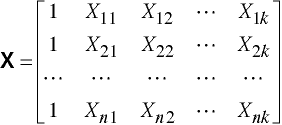 1 X11 X12 ⋯ X1k
1 X21 X22 ⋯ X2k
X = ⋯ ⋯ ⋯ ⋯ ⋯
1 Xn1 Xn2 ⋯ Xnk